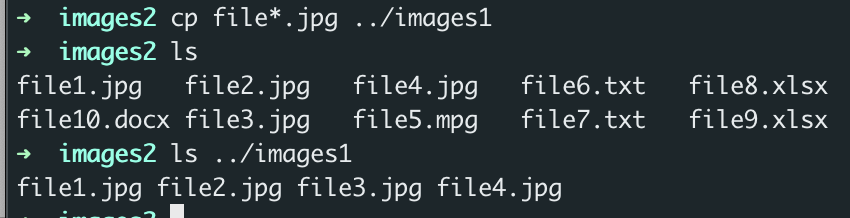 ➜ images2 cp file*.jpg ../images1
➜ images2 ls
file1.jpg file2.jpg file4.jpg file6.txt file8.xlsx
file10.docx file3.jpg file5.mpg file7.txt file9.xlsx
➜ images2 ls ../images1
file1.jpg file2.jpg file3.jpg file4.jpg
➜ images2